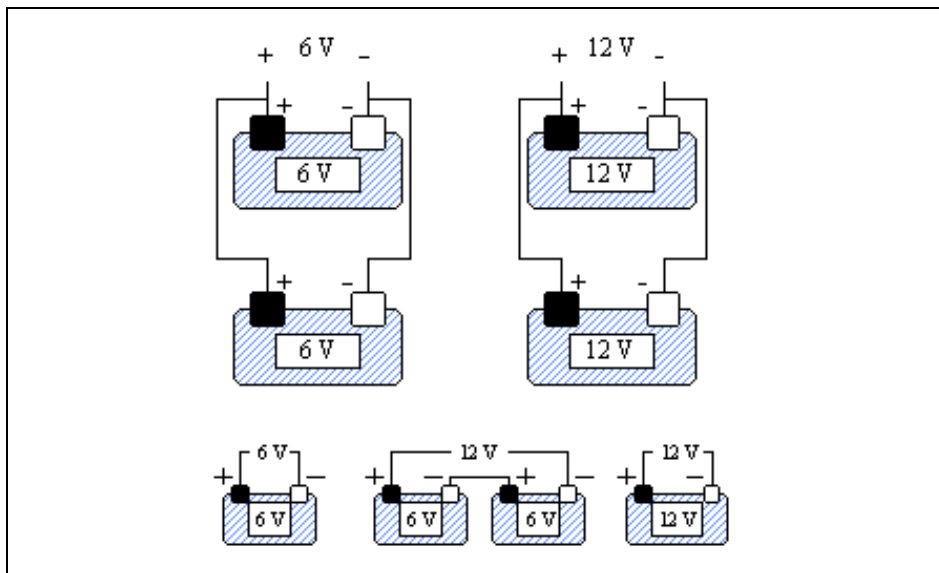 + 6 V - + 12 V -
+ - + -
6 V 12 V
+ - + -
6 V 12 V
6 V 12 V 12 V
+ - + - + - + -
6 V 6 V 6 V 12 V